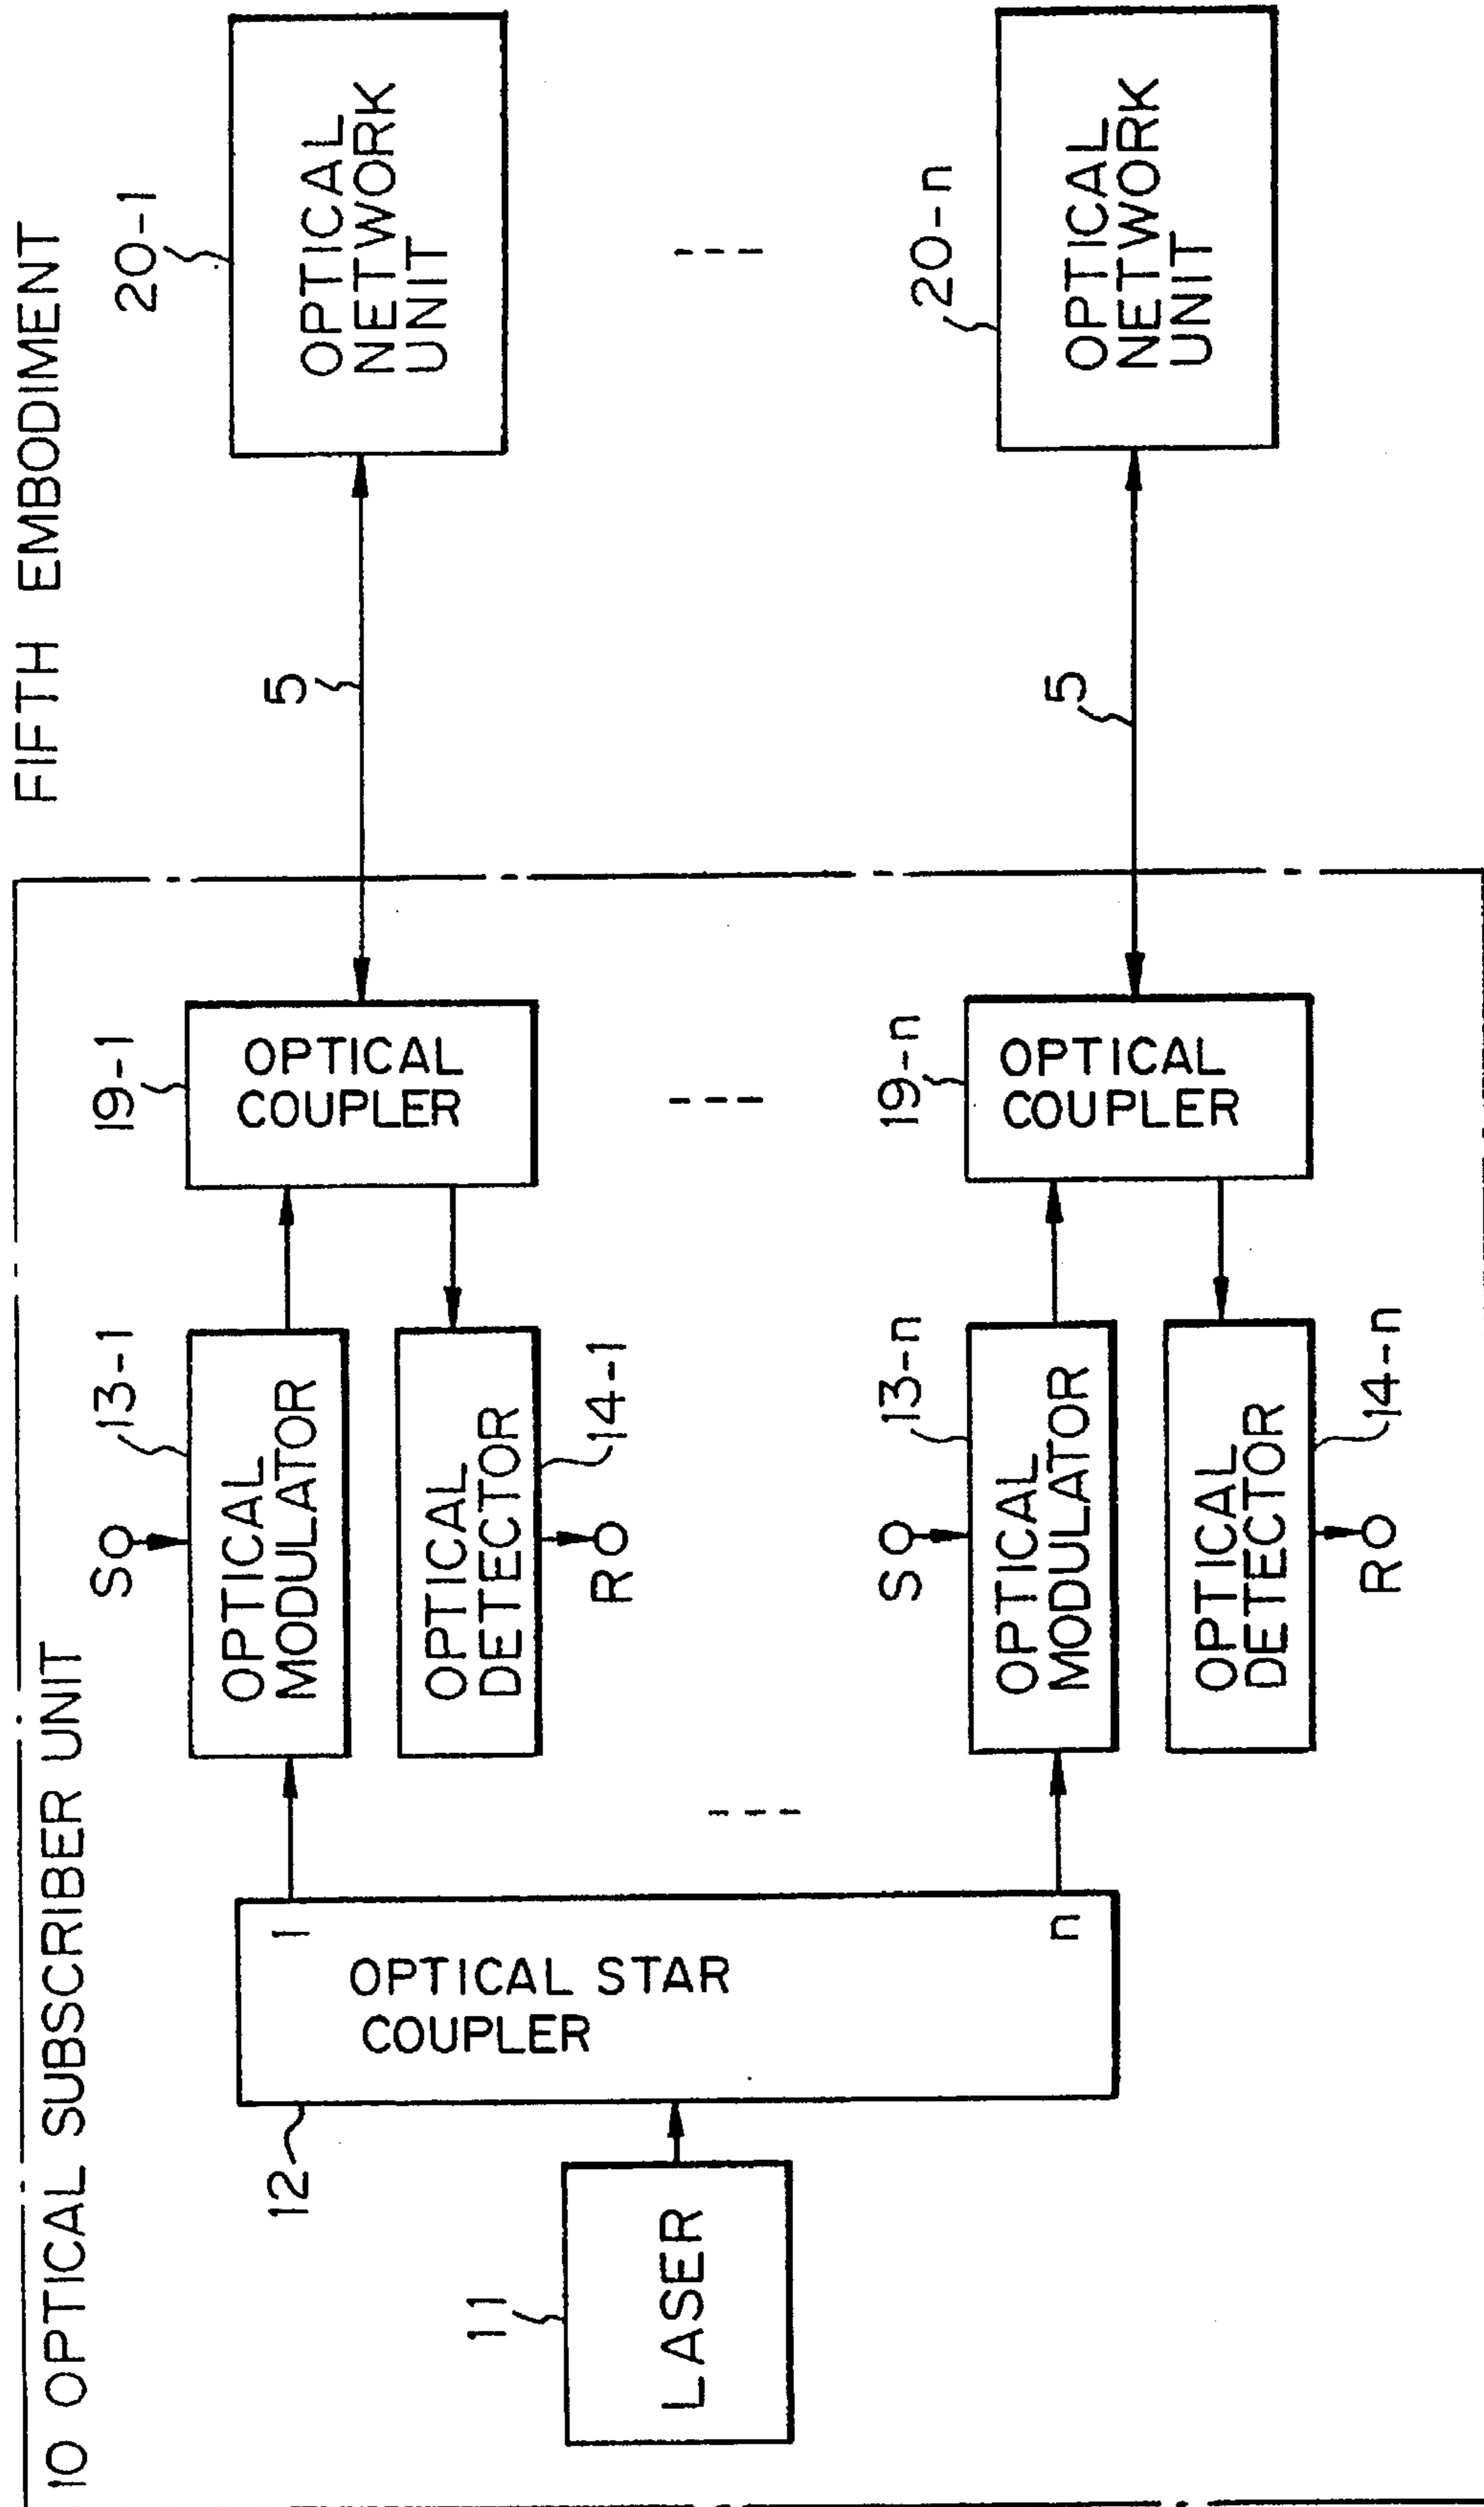 FIFTH EMBODIMENT
10 OPTICAL SUBSCRIBER UNIT
11
LASER
12
OPTICAL STAR
COUPLER
1
n
S
13-1
OPTICAL
MODULATOR
OPTICAL
DETECTOR
14-1
R
19-1
OPTICAL
COUPLER
5
20-1
OPTICAL
NETWORK
UNIT
S
13-n
OPTICAL
MODULATOR
OPTICAL
DETECTOR
14-n
R
19-n
OPTICAL
COUPLER
5
20-n
OPTICAL
NETWORK
UNIT